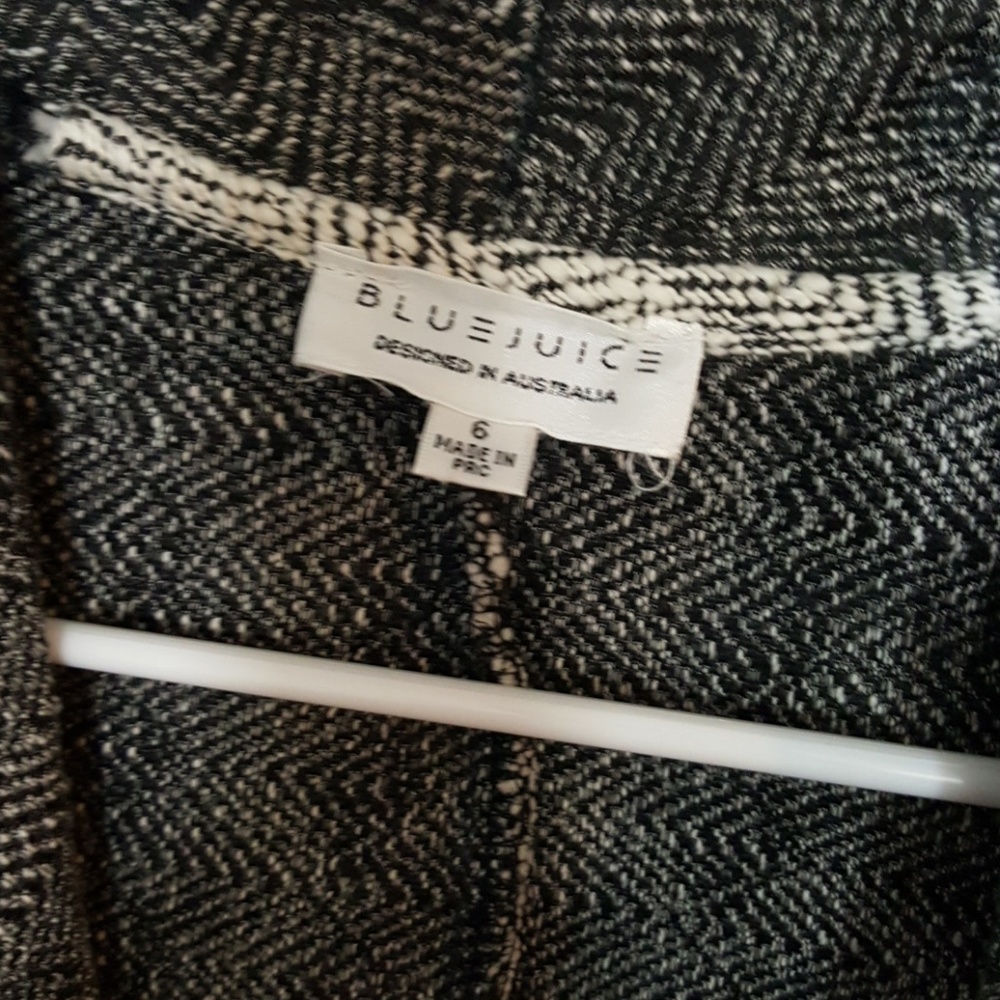 BLUEJUICE
DESIGNED IN AUSTRALIA
6
MADE IN
PRC